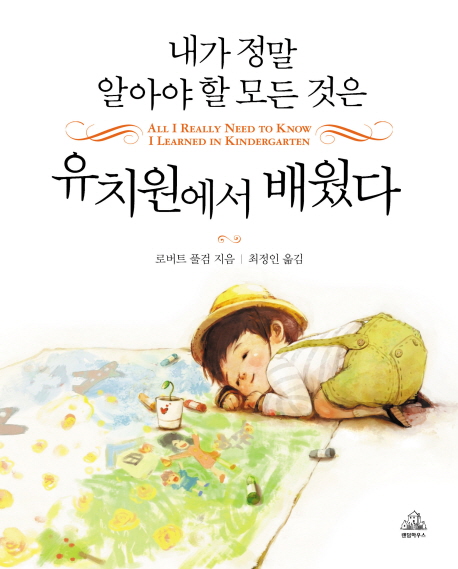 내가 정말
알아야 할 모든 것은
ALL I REALLY NEED TO KNOW
I LEARNED IN KINDERGARTEN
유치원에서 배웠다
로버트 풀검 지음 | 최정인 옮김
랜덤하우스